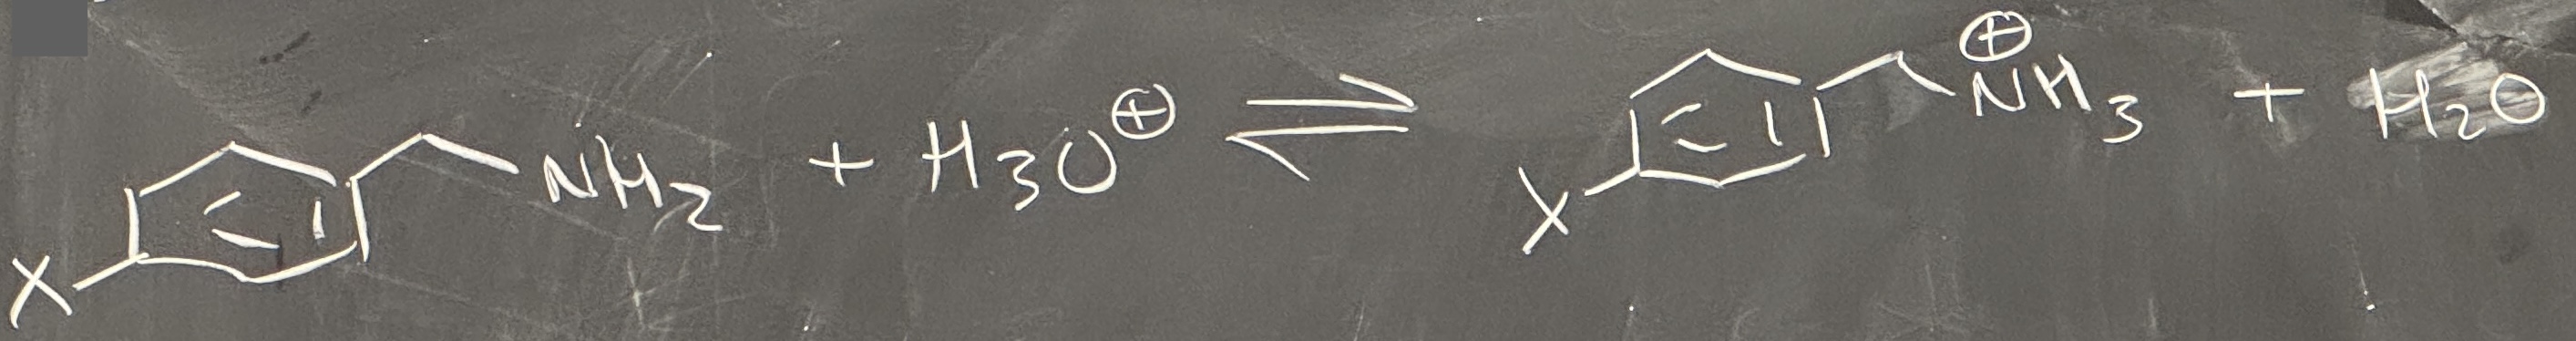 X NH2 + H3O⊕ ⇌ X ⊕NH3 + H2O